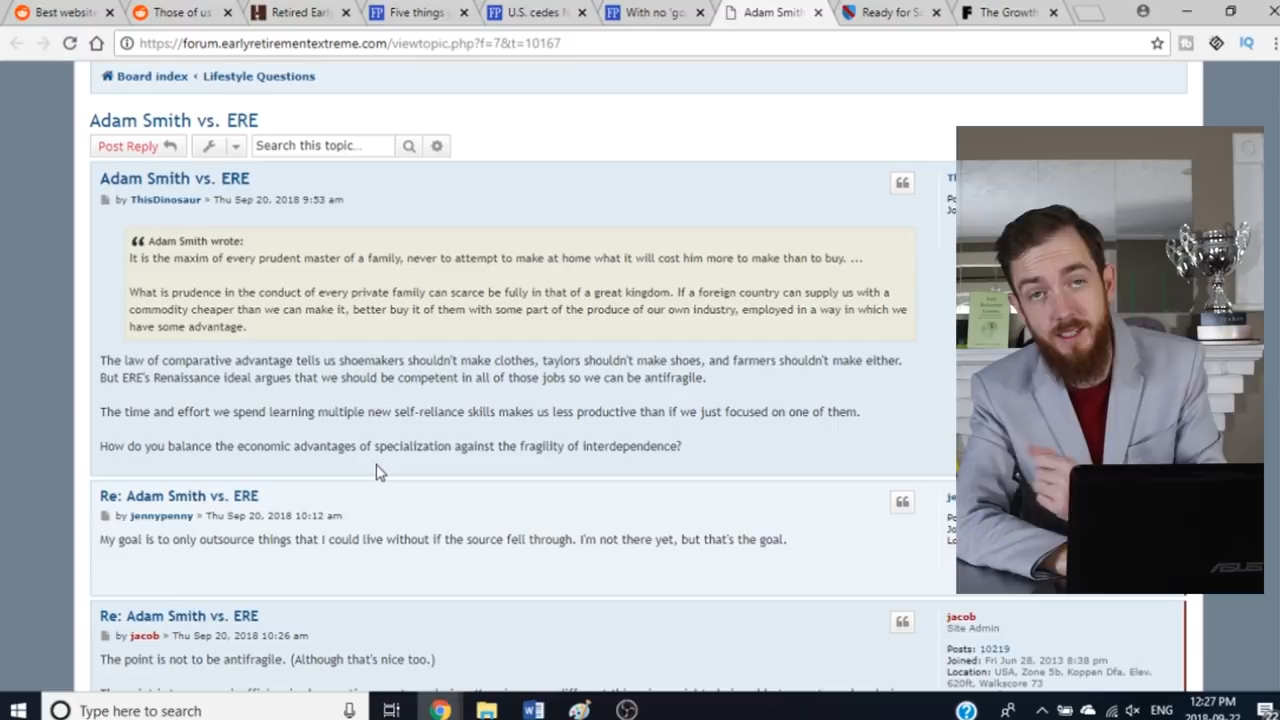 Best website
Those of us
Retired Earl
Five things
U.S. cedes N
With no 'go
Adam Smith
Ready for S
The Growth
https://forum.earlyretirementextreme.com/viewtopic.php?f=7&t=10167
IQ
Board index ‹ Lifestyle Questions
Adam Smith vs. ERE
Post Reply
Search this topic...
Adam Smith vs. ERE
by ThisDinosaur » Thu Sep 20, 2018 9:53 am
Adam Smith wrote:
It is the maxim of every prudent master of a family, never to attempt to make at home what it will cost him more to make than to buy. ...
What is prudence in the conduct of every private family can scarce be fully in that of a great kingdom. If a foreign country can supply us with a
commodity cheaper than we can make it, better buy it of them with some part of the produce of our own industry, employed in a way in which we
have some advantage.
The law of comparative advantage tells us shoemakers shouldn't make clothes, taylors shouldn't make shoes, and farmers shouldn't make either.
But ERE's Renaissance ideal argues that we should be competent in all of those jobs so we can be antifragile.
The time and effort we spend learning multiple new self-reliance skills makes us less productive than if we just focused on one of them.
How do you balance the economic advantages of specialization against the fragility of interdependence?
Re: Adam Smith vs. ERE
by jennypenny » Thu Sep 20, 2018 10:12 am
My goal is to only outsource things that I could live without if the source fell through. I'm not there yet, but that's the goal.
Re: Adam Smith vs. ERE
by jacob » Thu Sep 20, 2018 10:26 am
The point is not to be antifragile. (Although that's nice too.)
jacob
Site Admin
Posts: 10219
Joined: Fri Jun 28, 2013 8:38 pm
Location: USA, Zone 5b, Koppen Dfa, Elev.
620ft, Walkscore 73
ASUS
Type here to search
ENG
12:27 PM